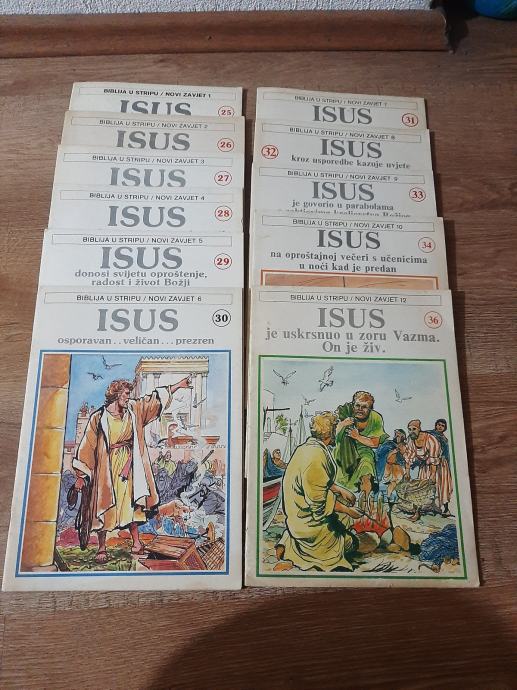 BIBLIJA U STRIPU / NOVI ZAVJET 1
ISUS
25
BIBLIJA U STRIPU / NOVI ZAVJET 2
ISUS
26
BIBLIJA U STRIPU / NOVI ZAVJET 3
ISUS
27
BIBLIJA U STRIPU / NOVI ZAVJET 4
ISUS
28
BIBLIJA U STRIPU / NOVI ZAVJET 5
ISUS
29
donosi svijetu oproštenje,
radost i život Božji
BIBLIJA U STRIPU / NOVI ZAVJET 6
ISUS
30
osporavan. . veličan. . . prezren
BIBLIJA U STRIPU / NOVI ZAVJET 7
ISUS
31
BIBLIJA U STRIPU / NOVI ZAVJET 8
32
ISUS
kroz usporedbe kazuje uvjete
BIBLIJA U STRIPU / NOVI ZAVJET 9
ISUS
33
je govorio u parabolama
BIBLIJA U STRIPU / NOVI ZAVJET 10
ISUS
34
na oproštajnoj večeri s učenicima
u noći kad je predan
BIBLIJA U STRIPU / NOVI ZAVJET 12
ISUS
36
je uskrsnuo u zoru Vazma.
On je živ.